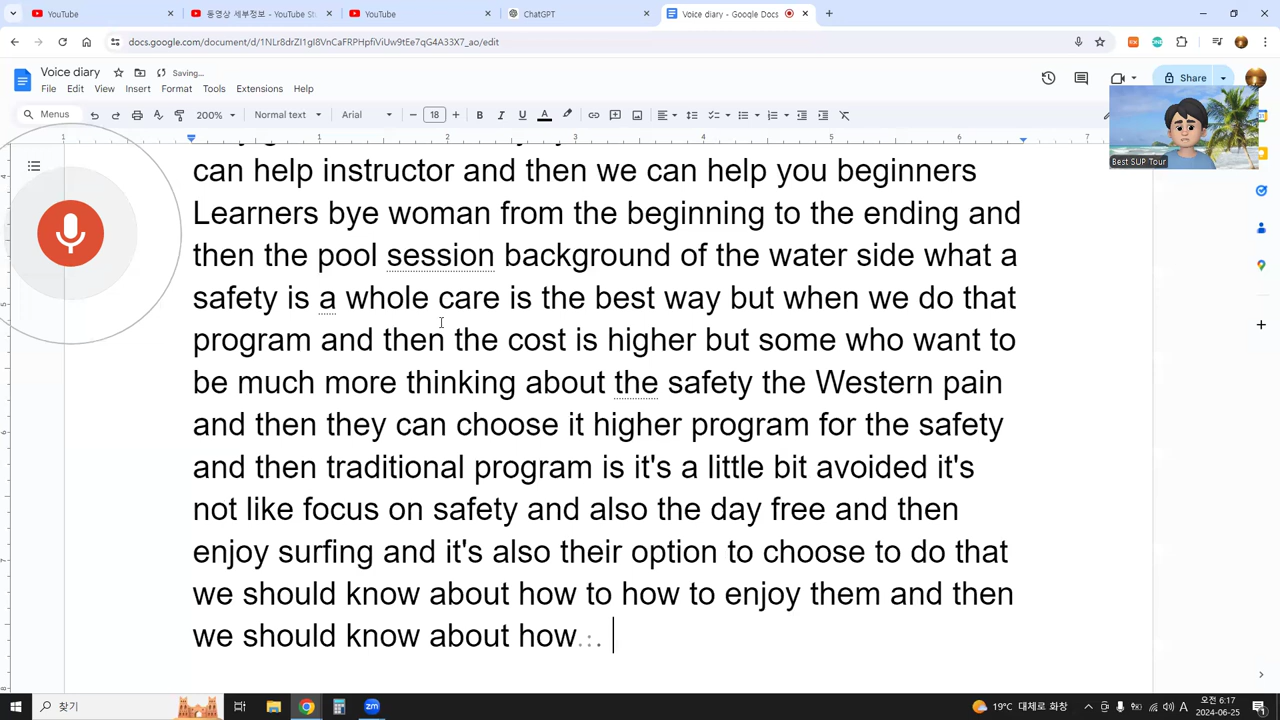 YouTube
동영상 세부정보 - YouTube St
YouTube
ChatGPT
Voice diary - Google Docs
docs.google.com/document/d/1NLr8drZI1gI8VnCaFRPHpfiViUw9tEe7qG4A33X7_ao/edit
Voice diary
Saving...
File Edit View Insert Format Tools Extensions Help
Share
Menus
200%
Normal text
Arial
18
1 1 2 3 4 5 6 7
Best SUP Tour
can help instructor and then we can help you beginners
Learners bye woman from the beginning to the ending and
then the pool session background of the water side what a
safety is a whole care is the best way but when we do that
program and then the cost is higher but some who want to
be much more thinking about the safety the Western pain
and then they can choose it higher program for the safety
and then traditional program is it's a little bit avoided it's
not like focus on safety and also the day free and then
enjoy surfing and it's also their option to choose to do that
we should know about how to how to enjoy them and then
we should know about how
찾기
19°C 대체로 화창
A
오전 6:17
2024-06-25